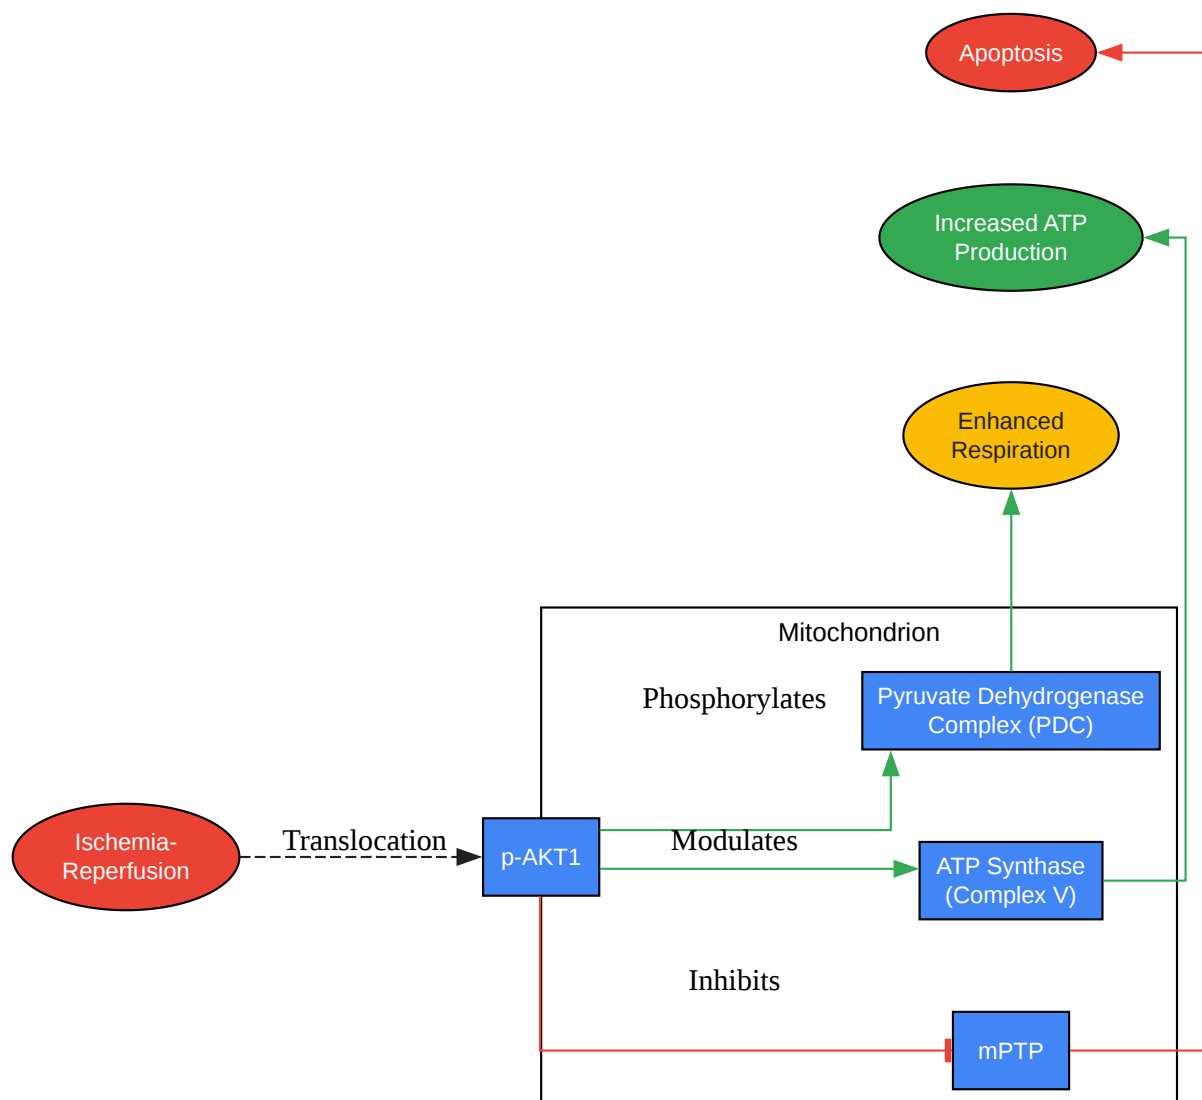 Apoptosis
Increased ATP
Production
Enhanced
Respiration
Mitochondrion
Phosphorylates
Pyruvate Dehydrogenase
Complex (PDC)
Ischemia-
Reperfusion
Translocation
p-AKT1
Modulates
ATP Synthase
(Complex V)
Inhibits
mPTP